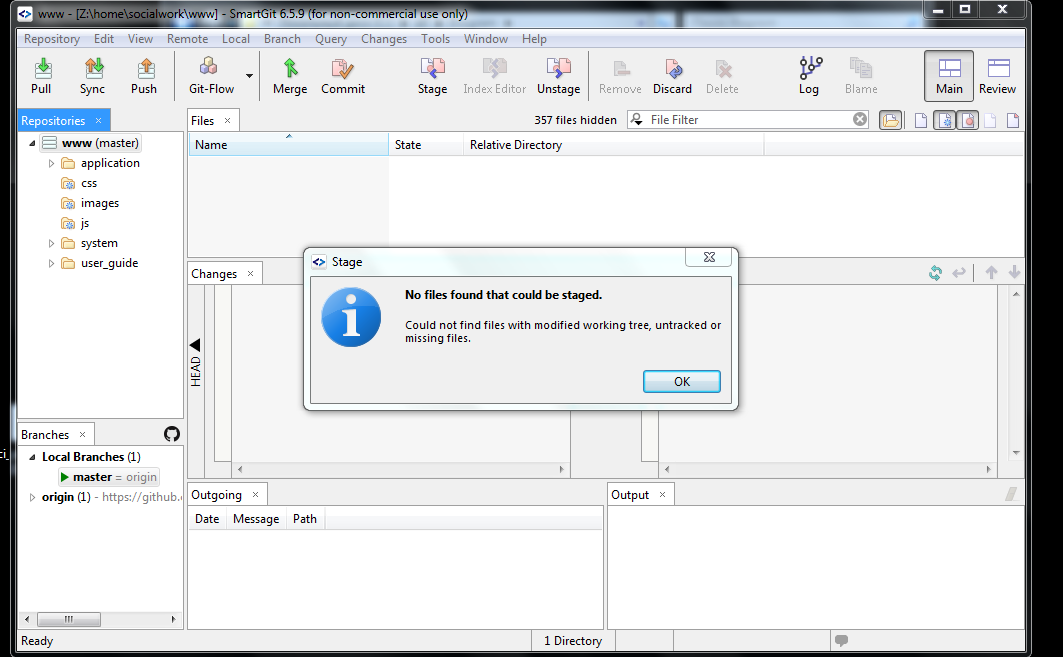 www - [Z:\home\socialwork\www] - SmartGit 6.5.9 (for non-commercial use only)
Repository Edit View Remote Local Branch Query Changes Tools Window Help
Pull Sync Push Git-Flow Merge Commit Stage Index Editor Unstage Remove Discard Delete Log Blame Main Review
Repositories
Files
357 files hidden
File Filter
www (master)
Name State Relative Directory
application
css
images
js
system
user_guide
Stage
Changes
No files found that could be staged.
Could not find files with modified working tree, untracked or
missing files.
HEAD
OK
Branches
ci_
Local Branches (1)
master = origin
origin (1) - https://github.
Outgoing
Output
Date Message Path
Ready
1 Directory